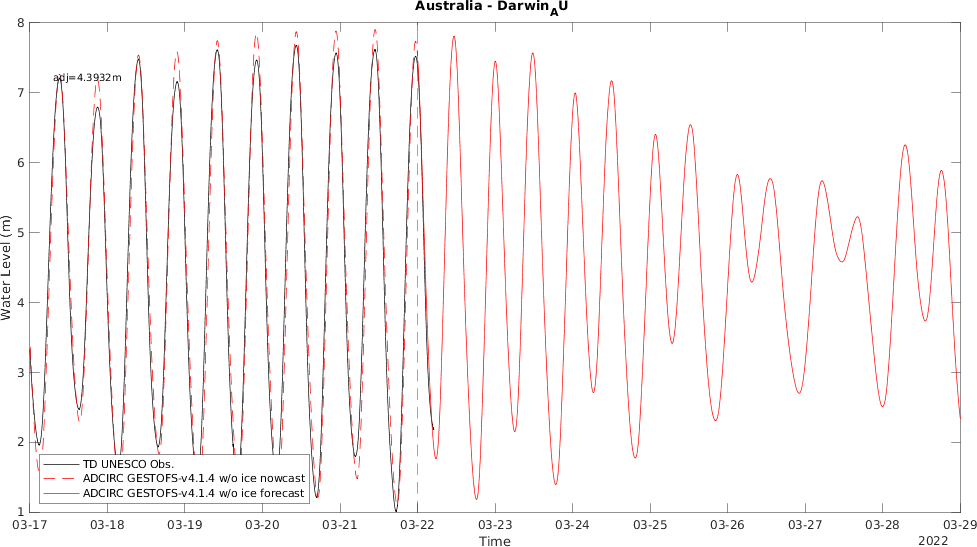 Australia - Darwin_AU
adj=4.3932m
8
7
6
5
4
3
2
1
Water Level (m)
TD UNESCO Obs.
ADCIRC GESTOFS-v4.1.4 w/o ice nowcast
ADCIRC GESTOFS-v4.1.4 w/o ice forecast
03-17 03-18 03-19 03-20 03-21 03-22 03-23 03-24 03-25 03-26 03-27 03-28 03-29
Time
2022